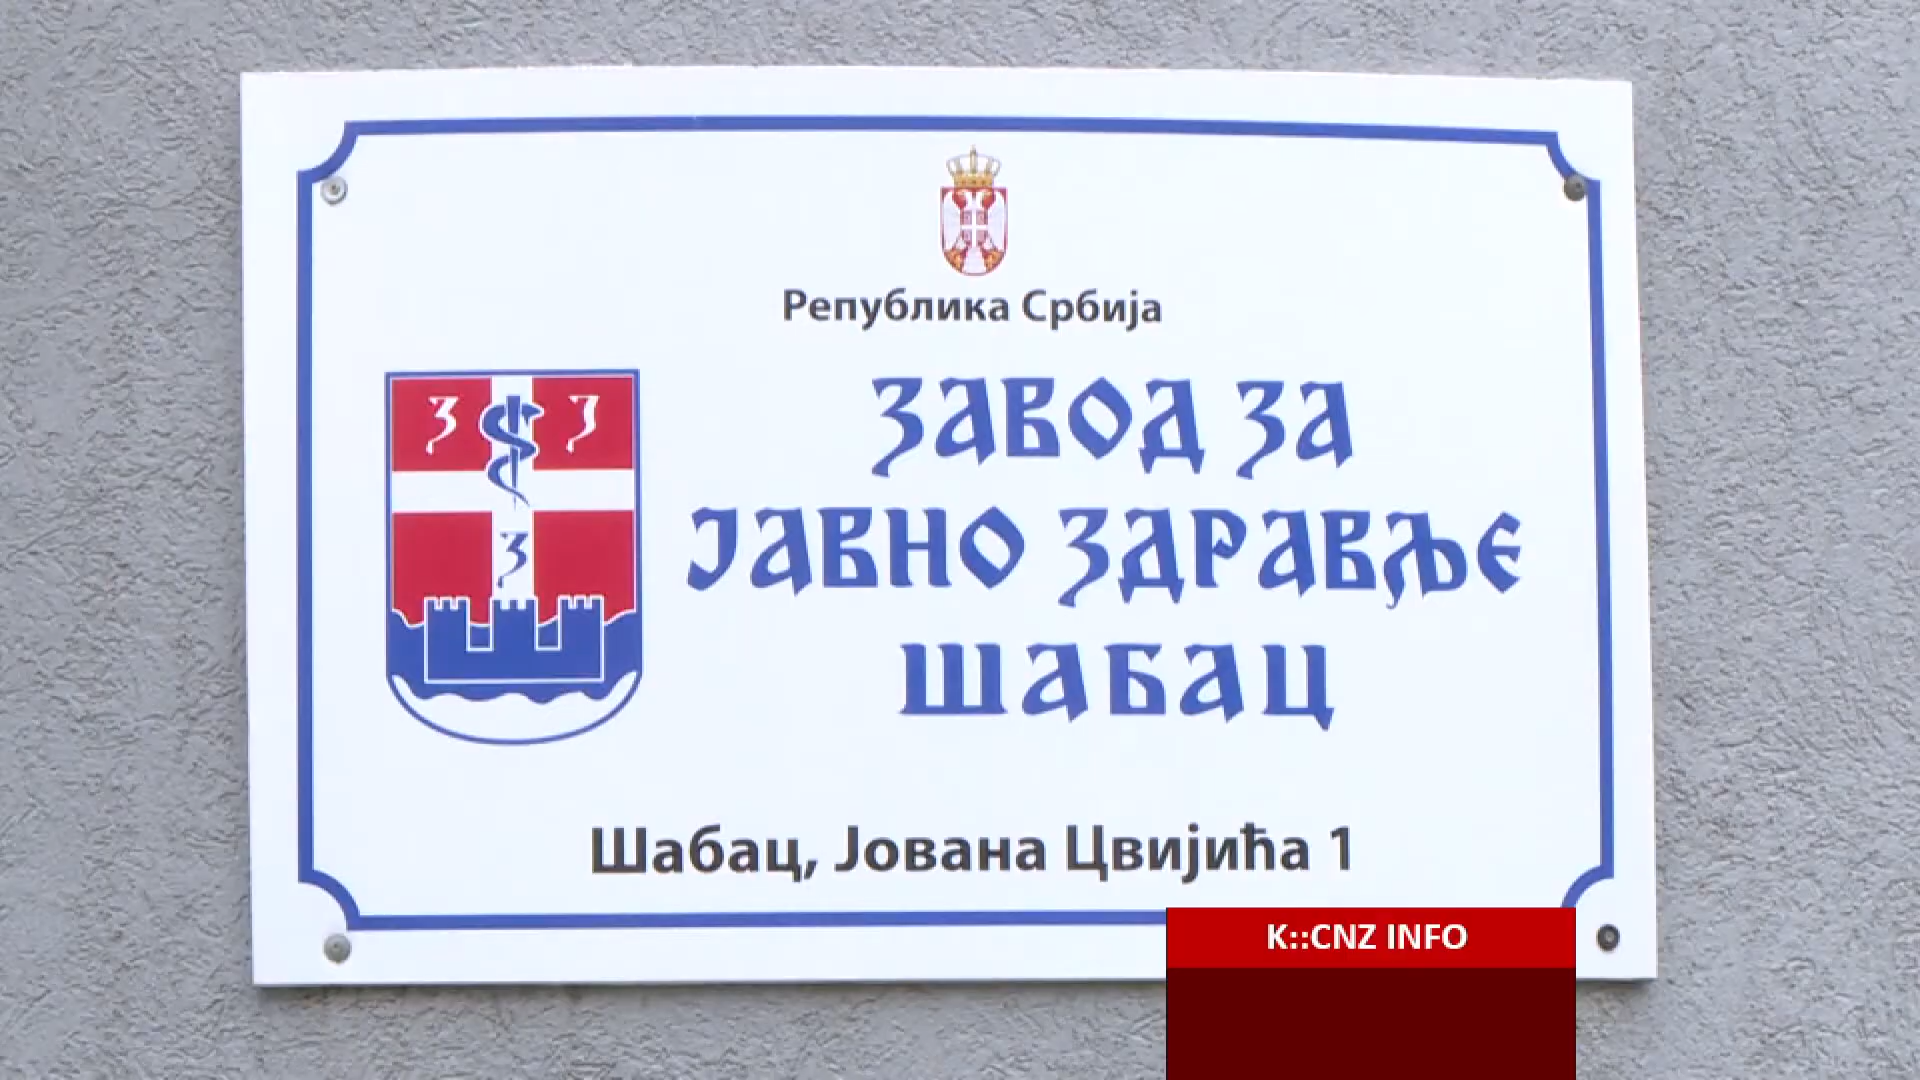 Република Србија
З Ј
З
ЗАВОД ЗА
ЈАВНО ЗДРАВЉЕ
ШАБАЦ
Шабац, Јована Цвијића 1
K::CNZ INFO